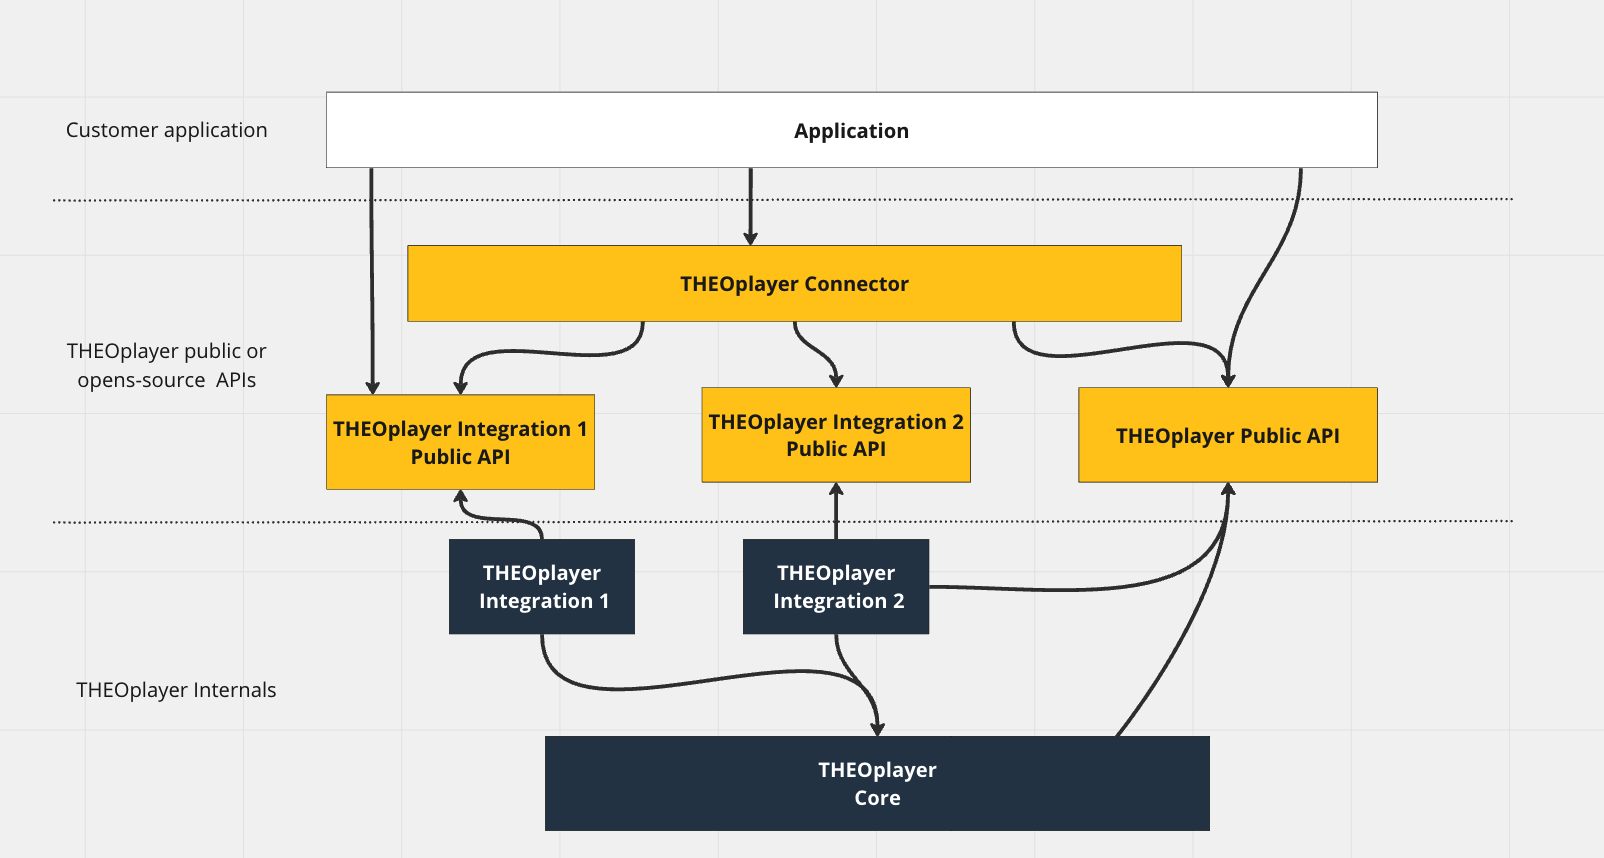 Customer application
Application
THEOplayer Connector
THEOplayer public or
opens-source APIs
THEOplayer Integration 1
Public API
THEOplayer Integration 2
Public API
THEOplayer Public API
THEOplayer
Integration 1
THEOplayer
Integration 2
THEOplayer Internals
THEOplayer
Core